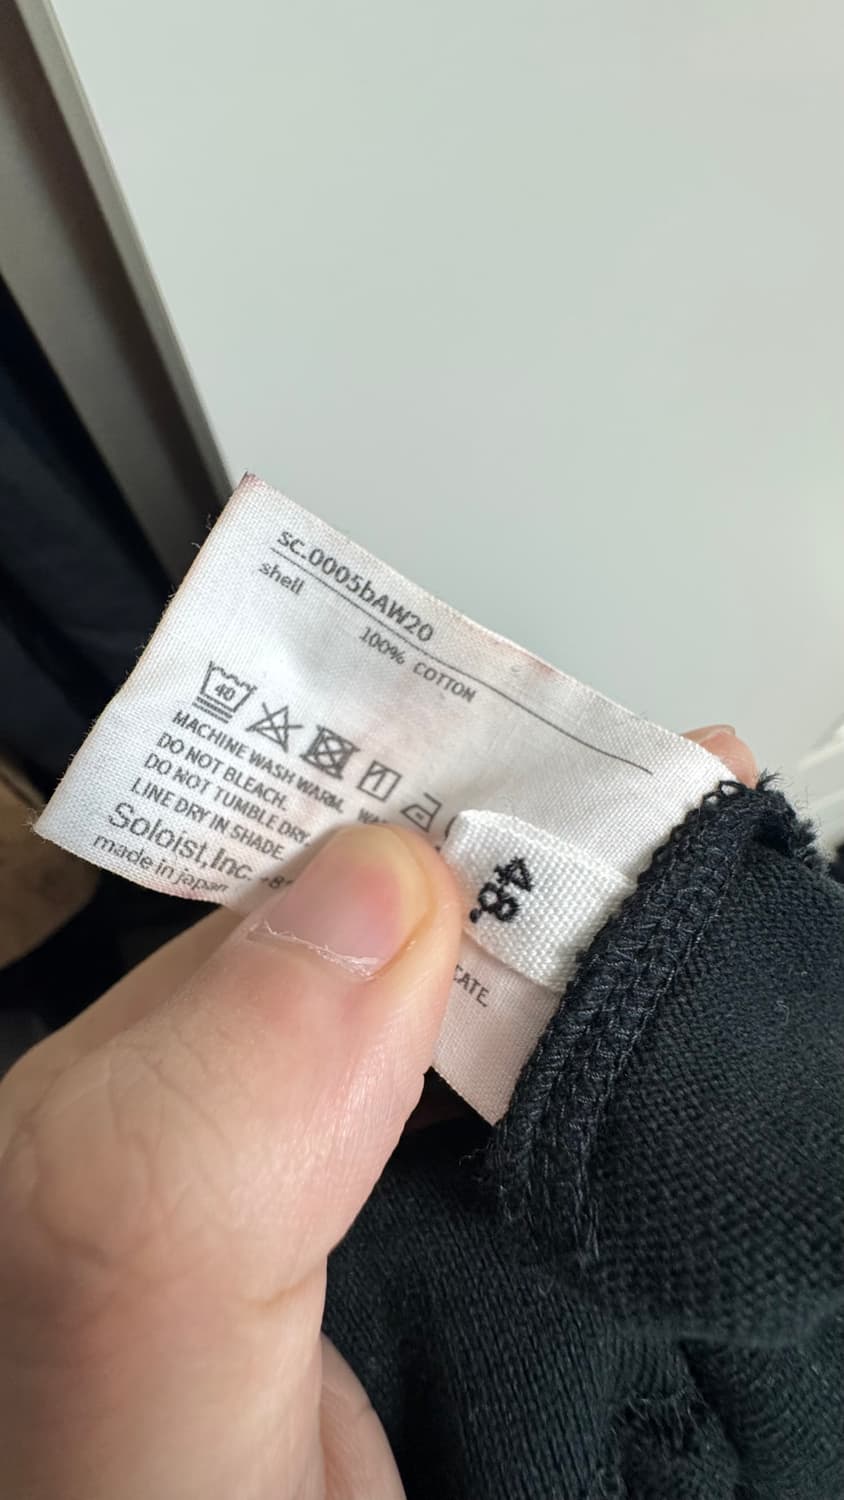 sc.0005bAW20
shell
100% COTTON
40
MACHINE WASH WARM.
DO NOT BLEACH.
DO NOT TUMBLE DRY.
LINE DRY IN SHADE
Soloist,Inc.
made in japan
48.